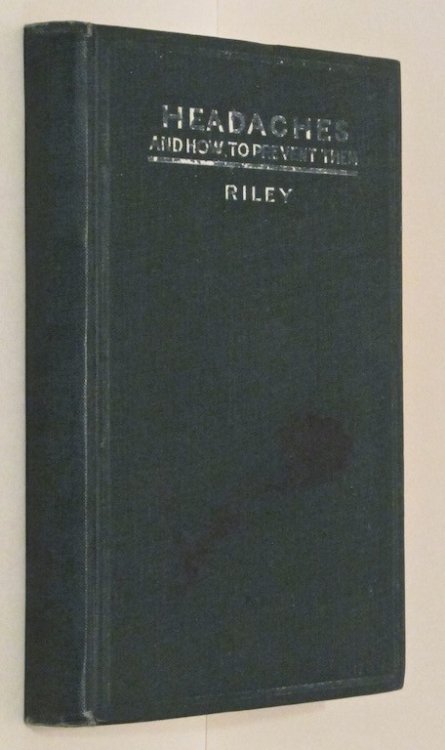 HEADACHES
AND HOW TO PREVENT THEM
RILEY